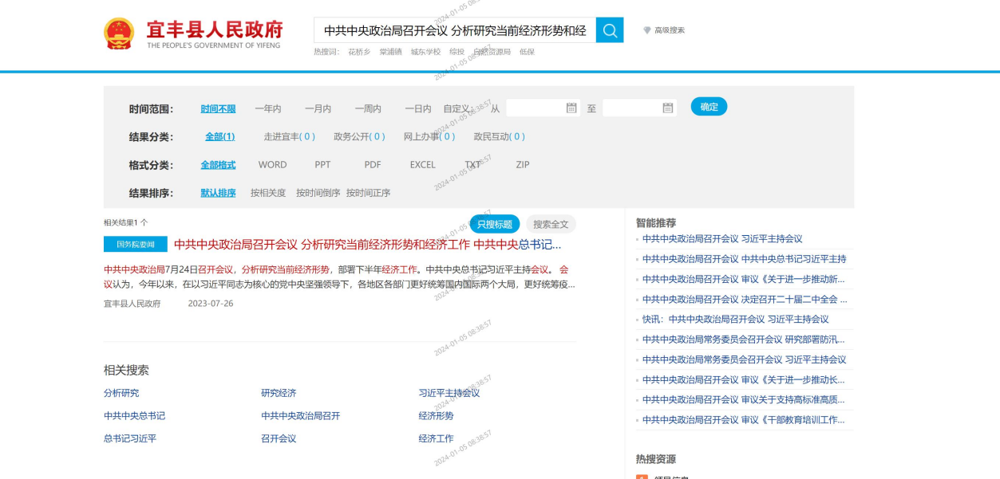 宜丰县人民政府
THE PEOPLE'S GOVERNMENT OF YIFENG
中共中央政治局召开会议 分析研究当前经济形势和经
高级搜索
热搜词： 花桥乡 棠浦镇 城东学校 综投 自然资源局 低保
时间范围： 时间不限 一年内 一月内 一周内 一日内 自定义： 从 至 确定
结果分类： 全部(1) 走进宜丰( 0 ) 政务公开( 0 ) 网上办事( 0 ) 政民互动( 0 )
格式分类： 全部格式 WORD PPT PDF EXCEL TXT ZIP
结果排序： 默认排序 按相关度 按时间倒序 按时间正序
相关结果1 个
只搜标题 搜索全文
国务院要闻 中共中央政治局召开会议 分析研究当前经济形势和经济工作 中共中央总书记...
中共中央政治局7月24日召开会议，分析研究当前经济形势，部署下半年经济工作。中共中央总书记习近平主持会议。 会
议认为，今年以来，在以习近平同志为核心的党中央坚强领导下，各地区各部门更好统筹国内国际两个大局，更好统筹疫...
宜丰县人民政府 2023-07-26
相关搜索
分析研究 研究经济 习近平主持会议
中共中央总书记 中共中央政治局召开 经济形势
总书记习近平 召开会议 经济工作
智能推荐
中共中央政治局召开会议 习近平主持会议
中共中央政治局召开会议 中共中央总书记习近平主持
中共中央政治局召开会议 审议《关于进一步推动新...
中共中央政治局召开会议 决定召开二十届二中全会 ...
快讯：中共中央政治局召开会议 习近平主持会议
中共中央政治局常务委员会召开会议 研究部署防汛...
中共中央政治局常务委员会召开会议 习近平主持会议
中共中央政治局召开会议 审议《关于进一步推动长...
中共中央政治局召开会议 审议关于支持高标准高质...
中共中央政治局召开会议 审议《干部教育培训工作...
热搜资源
2024-01-05 08:38:57
2024-01-05 08:38:57
2024-01-05 08:38:57
2024-01-05 08:38:57
2024-01-05 08:38:57
2024-01-05 08:38:57